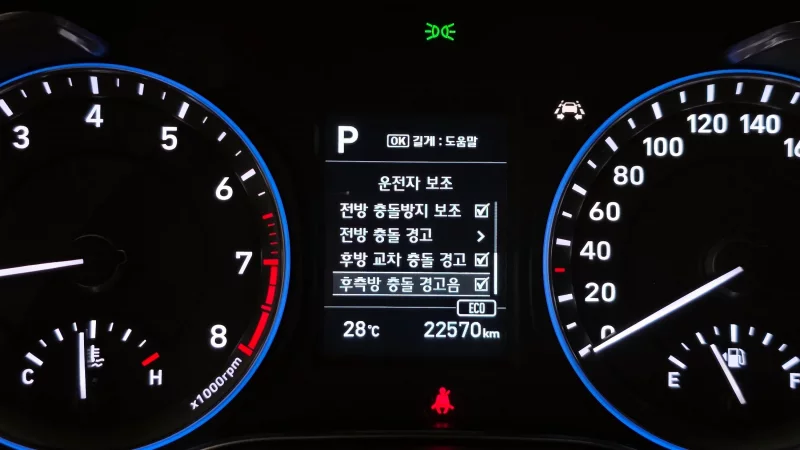 P
OK 길게 : 도움말
운전자 보조
전방 충돌방지 보조
전방 충돌 경고
후방 교차 충돌 경고
후측방 충돌 경고음
ECO
28℃ 22570km
3
4
5
6
7
8
x1000rpm
C H
0
20
40
60
80
100
120
140
16
E F